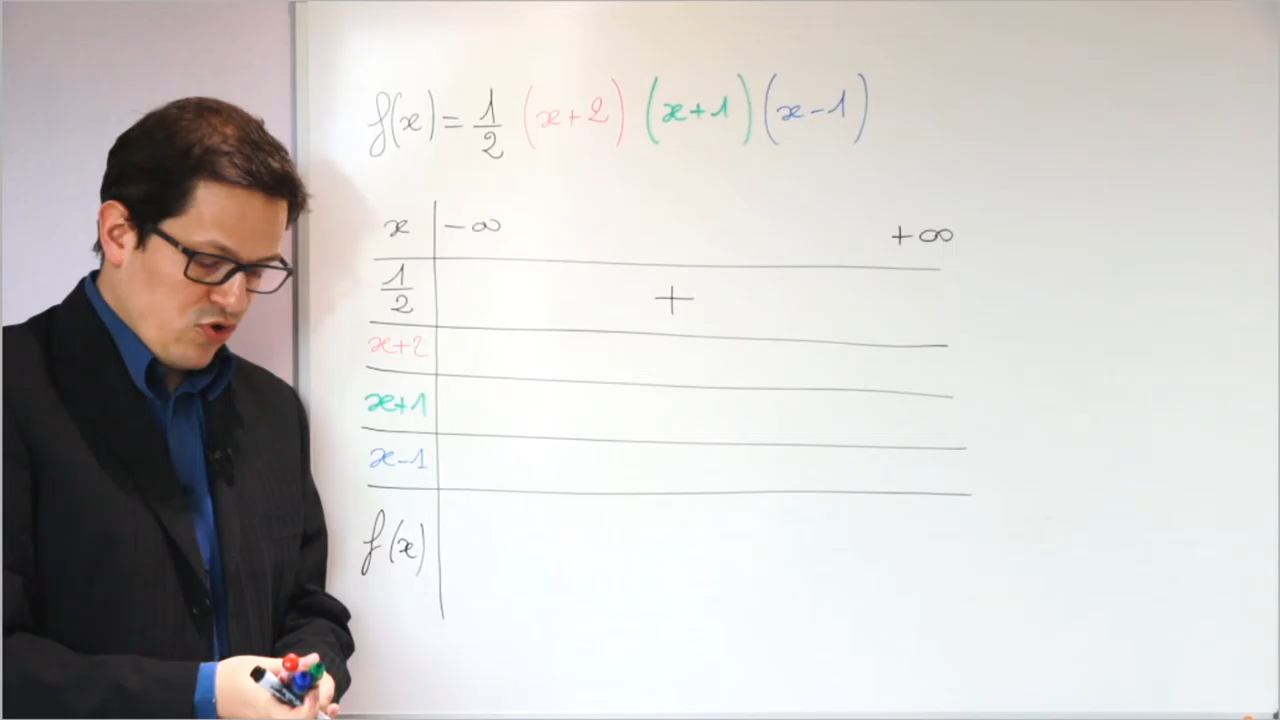 f(x) = 1/2 (x+2) (x+1) (x-1)
x -∞ +∞
1/2 +
x+2
x+1
x-1
f(x)